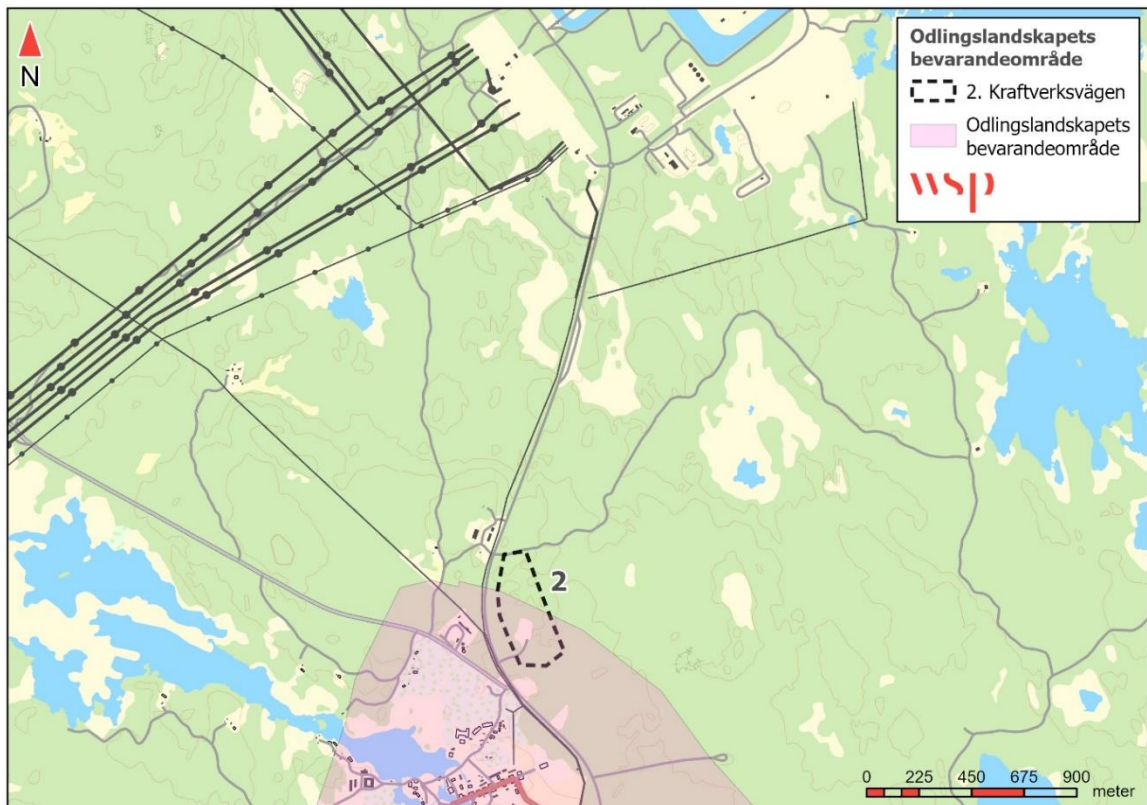 N
Odlingslandskapets
bevarandeområde
2. Kraftverksvägen
Odlingslandskapets
bevarandeområde
wsp
2
0 225 450 675 900
meter